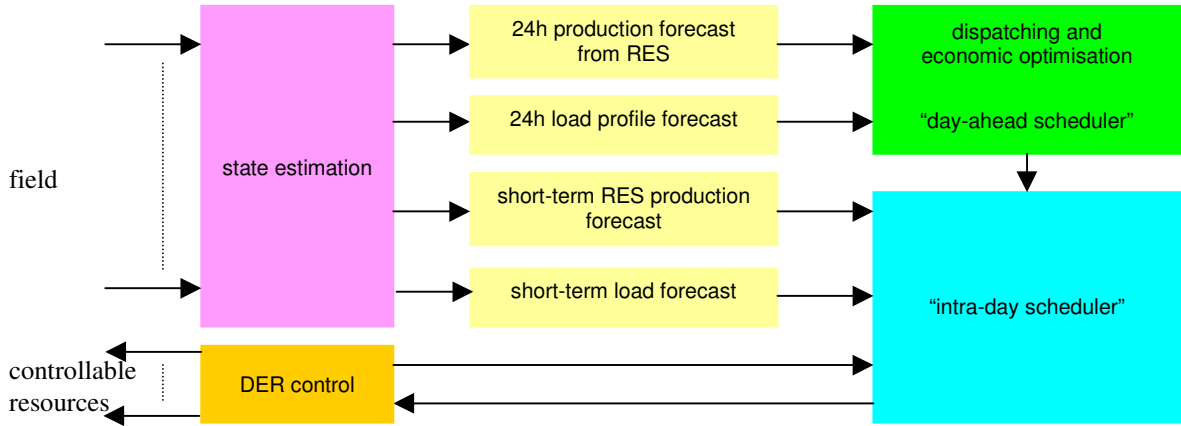 field
controllable
resources
state estimation
DER control
24h production forecast
from RES
24h load profile forecast
short-term RES production
forecast
short-term load forecast
dispatching and
economic optimisation
“day-ahead scheduler”
“intra-day scheduler”